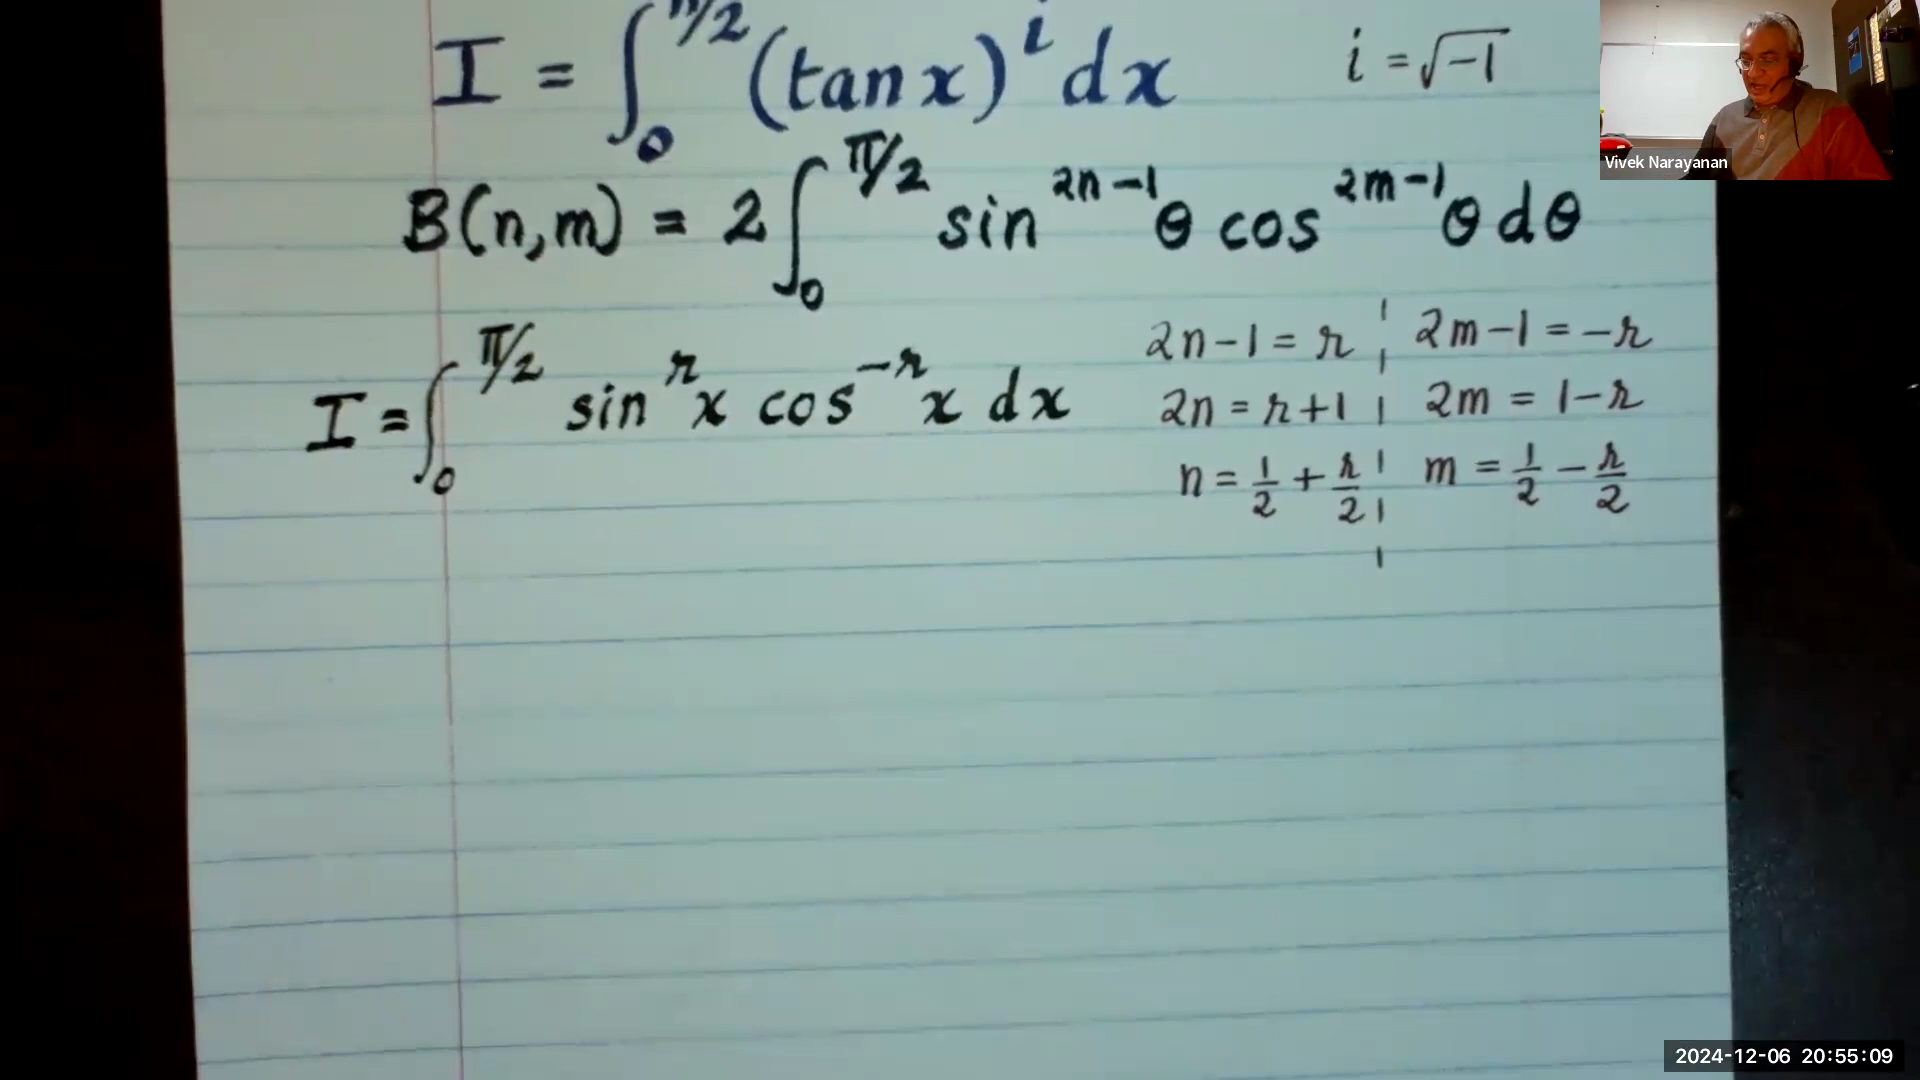 I = ∫₀^(π/2) (tan x)^i dx   i = √-1
Vivek Narayanan
B(n,m) = 2 ∫₀^(π/2) sin^(2n-1) θ cos^(2m-1) θ dθ
I = ∫₀^(π/2) sin^r x cos^(-r) x dx
2n-1 = r ¦ 2m-1 = -r
2n = r+1 ¦ 2m = 1-r
n = 1/2 + r/2 ¦ m = 1/2 - r/2
2024-12-06 20:55:09